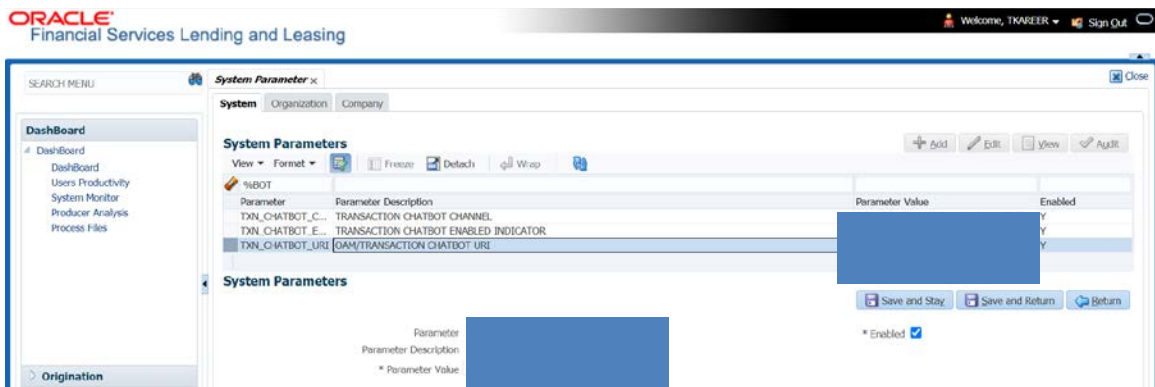 ORACLE
Financial Services Lending and Leasing
Welcome, TKAREER
Sign Out
SEARCH MENU
System Parameter ×
Close
System Organization Company
DashBoard
DashBoard
DashBoard
Users Productivity
System Monitor
Producer Analysis
Process Files
System Parameters
Add Edit View Audit
View Format Freeze Detach Wrap
%BOT
Parameter Parameter Description Parameter Value Enabled
TXN_CHATBOT_C... TRANSACTION CHATBOT CHANNEL Y
TXN_CHATBOT_E... TRANSACTION CHATBOT ENABLED INDICATOR Y
TXN_CHATBOT_URI OAM/TRANSACTION CHATBOT URI Y
System Parameters
Save and Stay Save and Return Return
Parameter * Enabled
Parameter Description
* Parameter Value
Origination